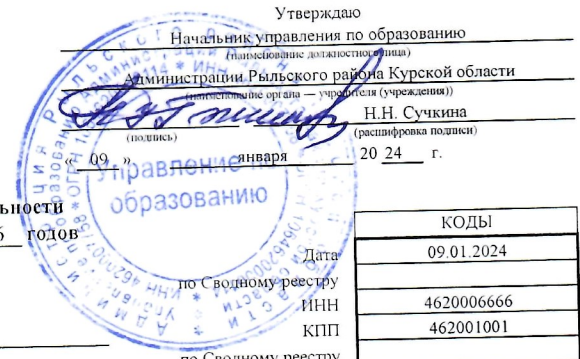 Утверждаю
Начальник управления по образованию
(наименование должностного лица)
Администрации Рыльского района Курской области
(наименование органа — учредителя (учреждения))
Н.Н. Сучкина
(подпись) (расшифровка подписи)
« 09 » января 20 24 г.
Управление по
образованию
годов
КОДЫ
Дата 09.01.2024
по Сводному реестру
ИНН 4620006666
КПП 462001001
по Сводному реестру